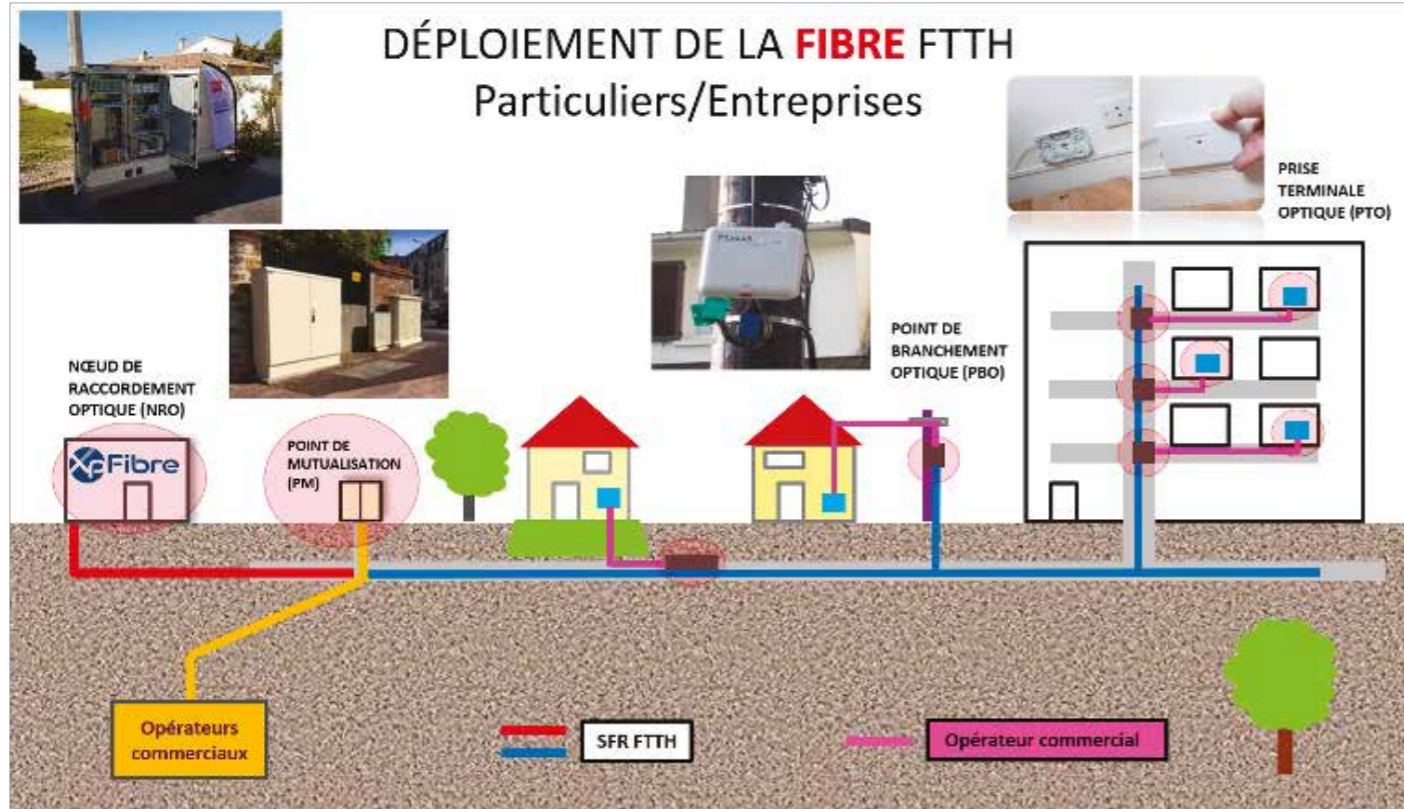 DÉPLOIEMENT DE LA FIBRE FTTH
Particuliers/Entreprises
PRISE
TERMINALE
OPTIQUE (PTO)
POINT DE
BRANCHEMENT
OPTIQUE (PBO)
NŒUD DE
RACCORDEMENT
OPTIQUE (NRO)
XpFibre
POINT DE
MUTUALISATION
(PM)
Opérateurs
commerciaux
SFR FTTH
Opérateur commercial